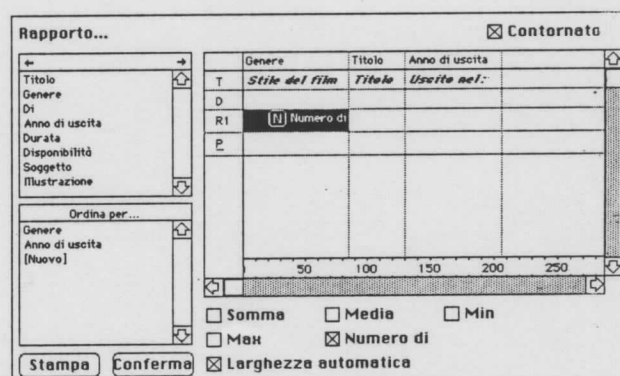 Rapporto...
Contornato
Titolo
Genere
Di
Anno di uscita
Durata
Disponibilità
Soggetto
Illustrazione
Ordina per...
Genere
Anno di uscita
[Nuovo]
Stampa Conferma
Genere Titolo Anno di uscita
T Stile del film Titolo Uscito nel:
D
R1 N Numero di
P
50 100 150 200 250
Somma Media Min
Max Numero di
Larghezza automatica